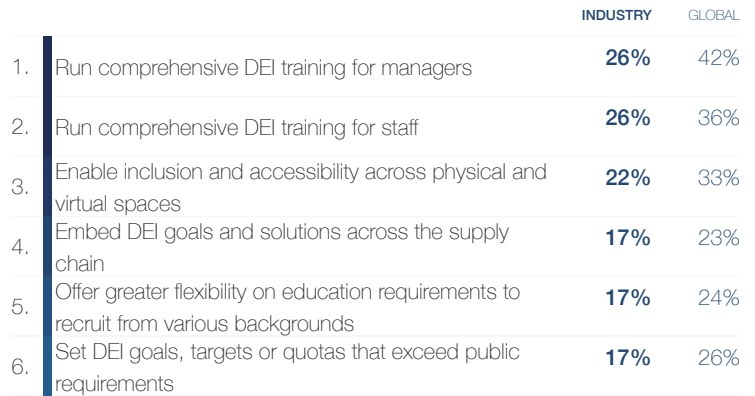 INDUSTRY GLOBAL
1. Run comprehensive DEI training for managers 26% 42%
2. Run comprehensive DEI training for staff 26% 36%
3. Enable inclusion and accessibility across physical and
virtual spaces 22% 33%
4. Embed DEI goals and solutions across the supply
chain 17% 23%
5. Offer greater flexibility on education requirements to
recruit from various backgrounds 17% 24%
6. Set DEI goals, targets or quotas that exceed public
requirements 17% 26%